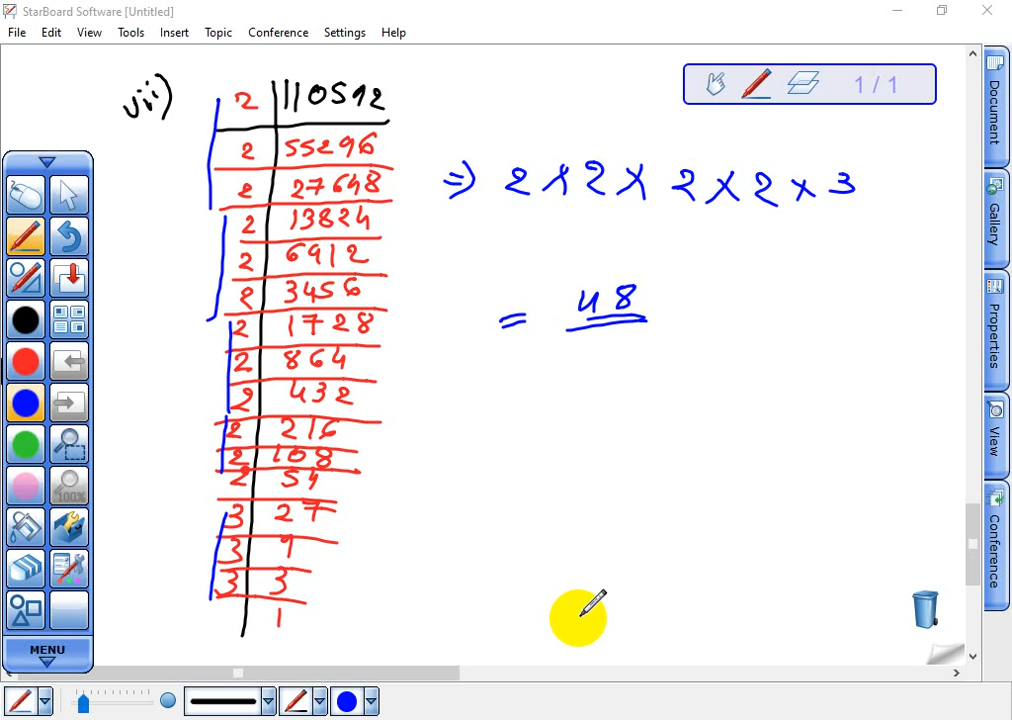 StarBoard Software [Untitled]
File Edit View Tools Insert Topic Conference Settings Help
1 / 1
vii) 2 | 110592
2 | 55296
2 | 27648
2 | 13824
2 | 6912
2 | 3456
2 | 1728
2 | 864
2 | 432
2 | 216
2 | 108
2 | 54
3 | 27
3 | 9
3 | 3
1
⇒ 2 × 2 × 2 × 2 × 3
= 48
Document
Gallery
Properties
View
Conference
100%
MENU